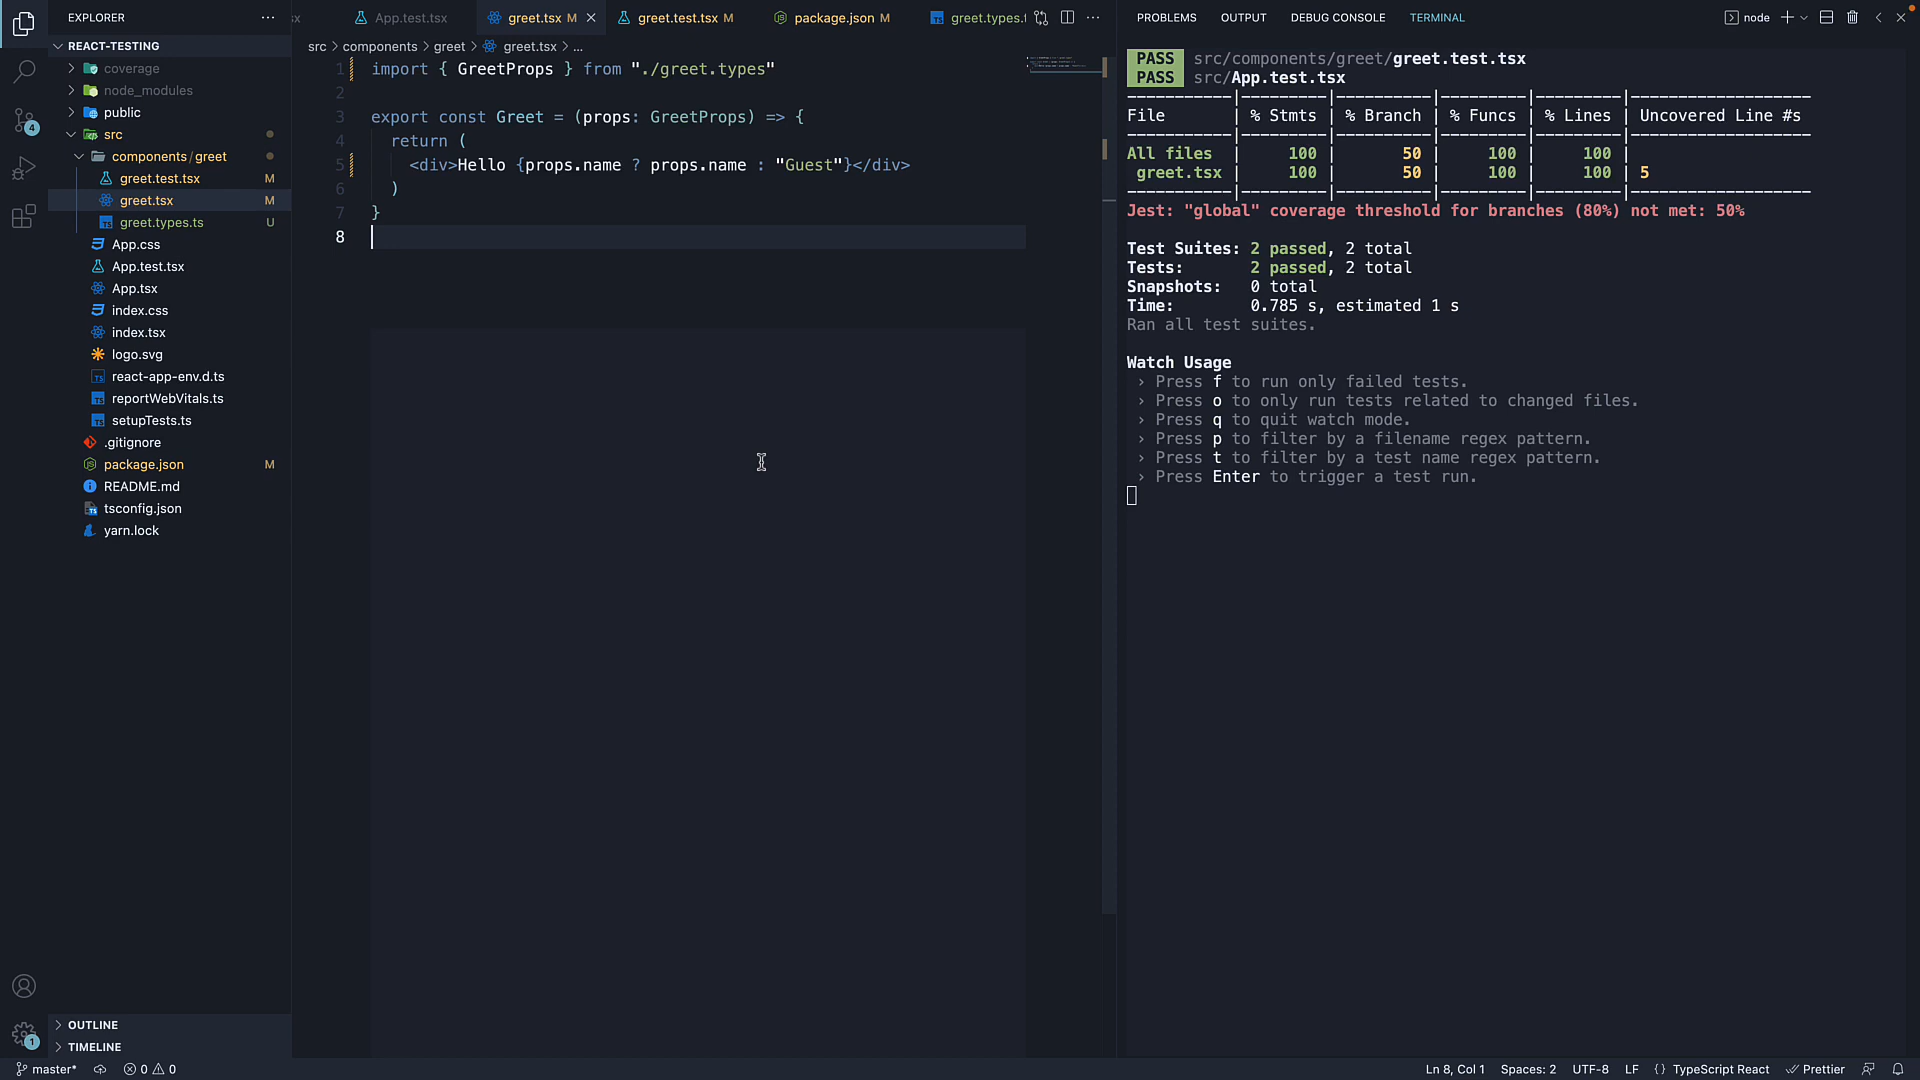 EXPLORER
REACT-TESTING
coverage
node_modules
public
src
components / greet
greet.test.tsx M
greet.tsx M
greet.types.ts U
App.css
App.test.tsx
App.tsx
index.css
index.tsx
logo.svg
react-app-env.d.ts
reportWebVitals.ts
setupTests.ts
.gitignore
package.json M
README.md
tsconfig.json
yarn.lock
OUTLINE
TIMELINE
4
1
App.test.tsx
greet.tsx M
greet.test.tsx M
package.json M
greet.types.t
src > components > greet > greet.tsx > ...
1 import { GreetProps } from "./greet.types"
2
3 export const Greet = (props: GreetProps) => {
4 return (
5 <div>Hello {props.name ? props.name : "Guest"}</div>
6 )
7 }
8
PROBLEMS OUTPUT DEBUG CONSOLE TERMINAL
node
PASS src/components/greet/greet.test.tsx
PASS src/App.test.tsx
-----------|---------|----------|---------|---------|-------------------
File | % Stmts | % Branch | % Funcs | % Lines | Uncovered Line #s
-----------|---------|----------|---------|---------|-------------------
All files | 100 | 50 | 100 | 100 |
greet.tsx | 100 | 50 | 100 | 100 | 5
-----------|---------|----------|---------|---------|-------------------
Jest: "global" coverage threshold for branches (80%) not met: 50%
Test Suites: 2 passed, 2 total
Tests: 2 passed, 2 total
Snapshots: 0 total
Time: 0.785 s, estimated 1 s
Ran all test suites.
Watch Usage
› Press f to run only failed tests.
› Press o to only run tests related to changed files.
› Press q to quit watch mode.
› Press p to filter by a filename regex pattern.
› Press t to filter by a test name regex pattern.
› Press Enter to trigger a test run.
master* 0 0
Ln 8, Col 1 Spaces: 2 UTF-8 LF {} TypeScript React Prettier